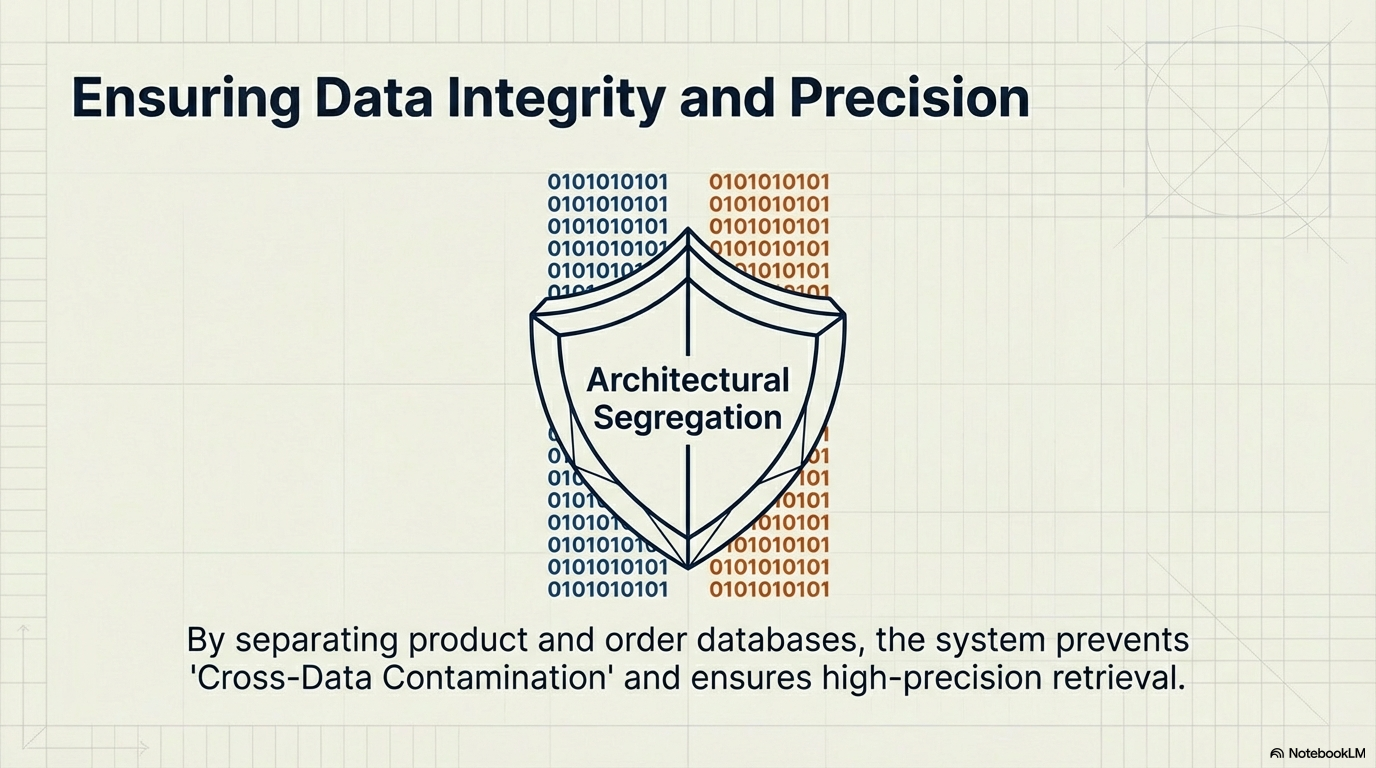 Ensuring Data Integrity and Precision
0101010101 0101010101
0101010101 0101010101
0101010101 0101010101
0101010101 0101010101
Architectural
Segregation
0101010101 0101010101
0101010101 0101010101
By separating product and order databases, the system prevents
'Cross-Data Contamination' and ensures high-precision retrieval.
NotebookLM